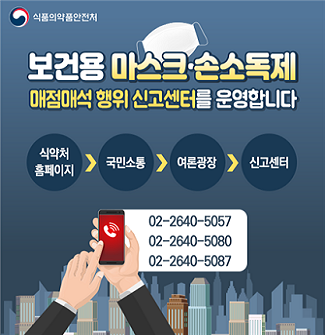 식품의약품안전처
보건용 마스크·손소독제
매점매석 행위 신고센터를 운영합니다
식약처
홈페이지
국민소통
여론광장
신고센터
02-2640-5057
02-2640-5080
02-2640-5087